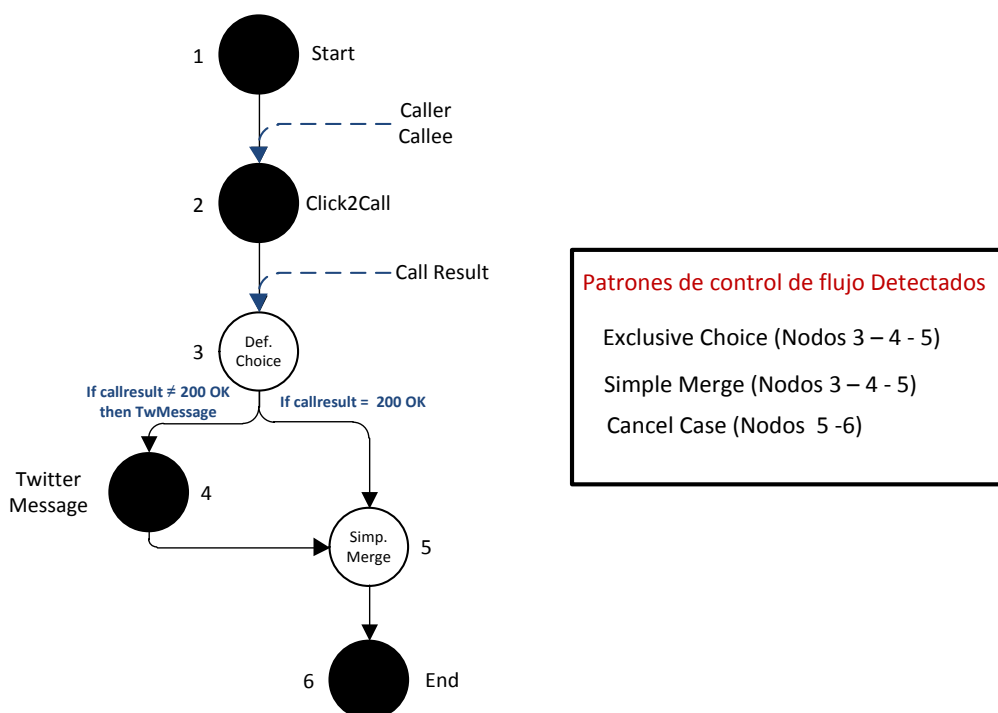 1
Start
Caller
Callee
2
Click2Call
Call Result
3
Def.
Choice
If callresult ≠ 200 OK
then TwMessage
If callresult = 200 OK
Twitter
Message
4
Simp.
Merge
5
6
End
Patrones de control de flujo Detectados
Exclusive Choice (Nodos 3 – 4 - 5)
Simple Merge (Nodos 3 – 4 - 5)
Cancel Case (Nodos 5 -6)